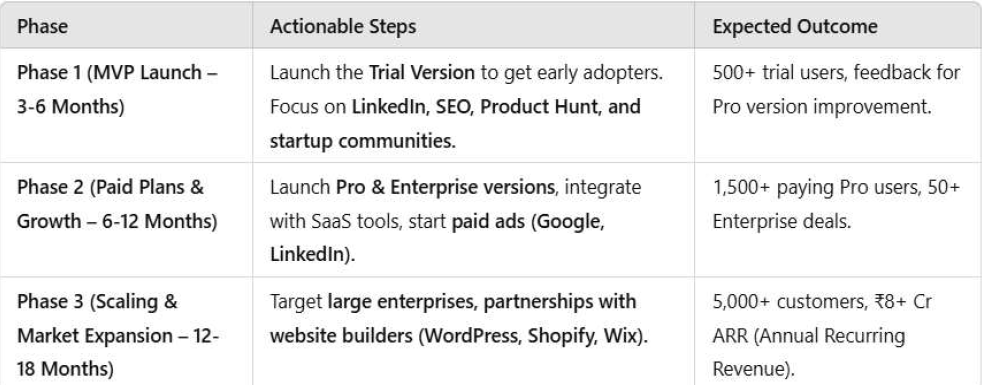 Phase Actionable Steps Expected Outcome
Phase 1 (MVP Launch –
3-6 Months)
Launch the Trial Version to get early adopters.
Focus on LinkedIn, SEO, Product Hunt, and
startup communities.
500+ trial users, feedback for
Pro version improvement.
Phase 2 (Paid Plans &
Growth – 6-12 Months)
Launch Pro & Enterprise versions, integrate
with SaaS tools, start paid ads (Google,
LinkedIn).
1,500+ paying Pro users, 50+
Enterprise deals.
Phase 3 (Scaling &
Market Expansion – 12-
18 Months)
Target large enterprises, partnerships with
website builders (WordPress, Shopify, Wix).
5,000+ customers, ₹8+ Cr
ARR (Annual Recurring
Revenue).